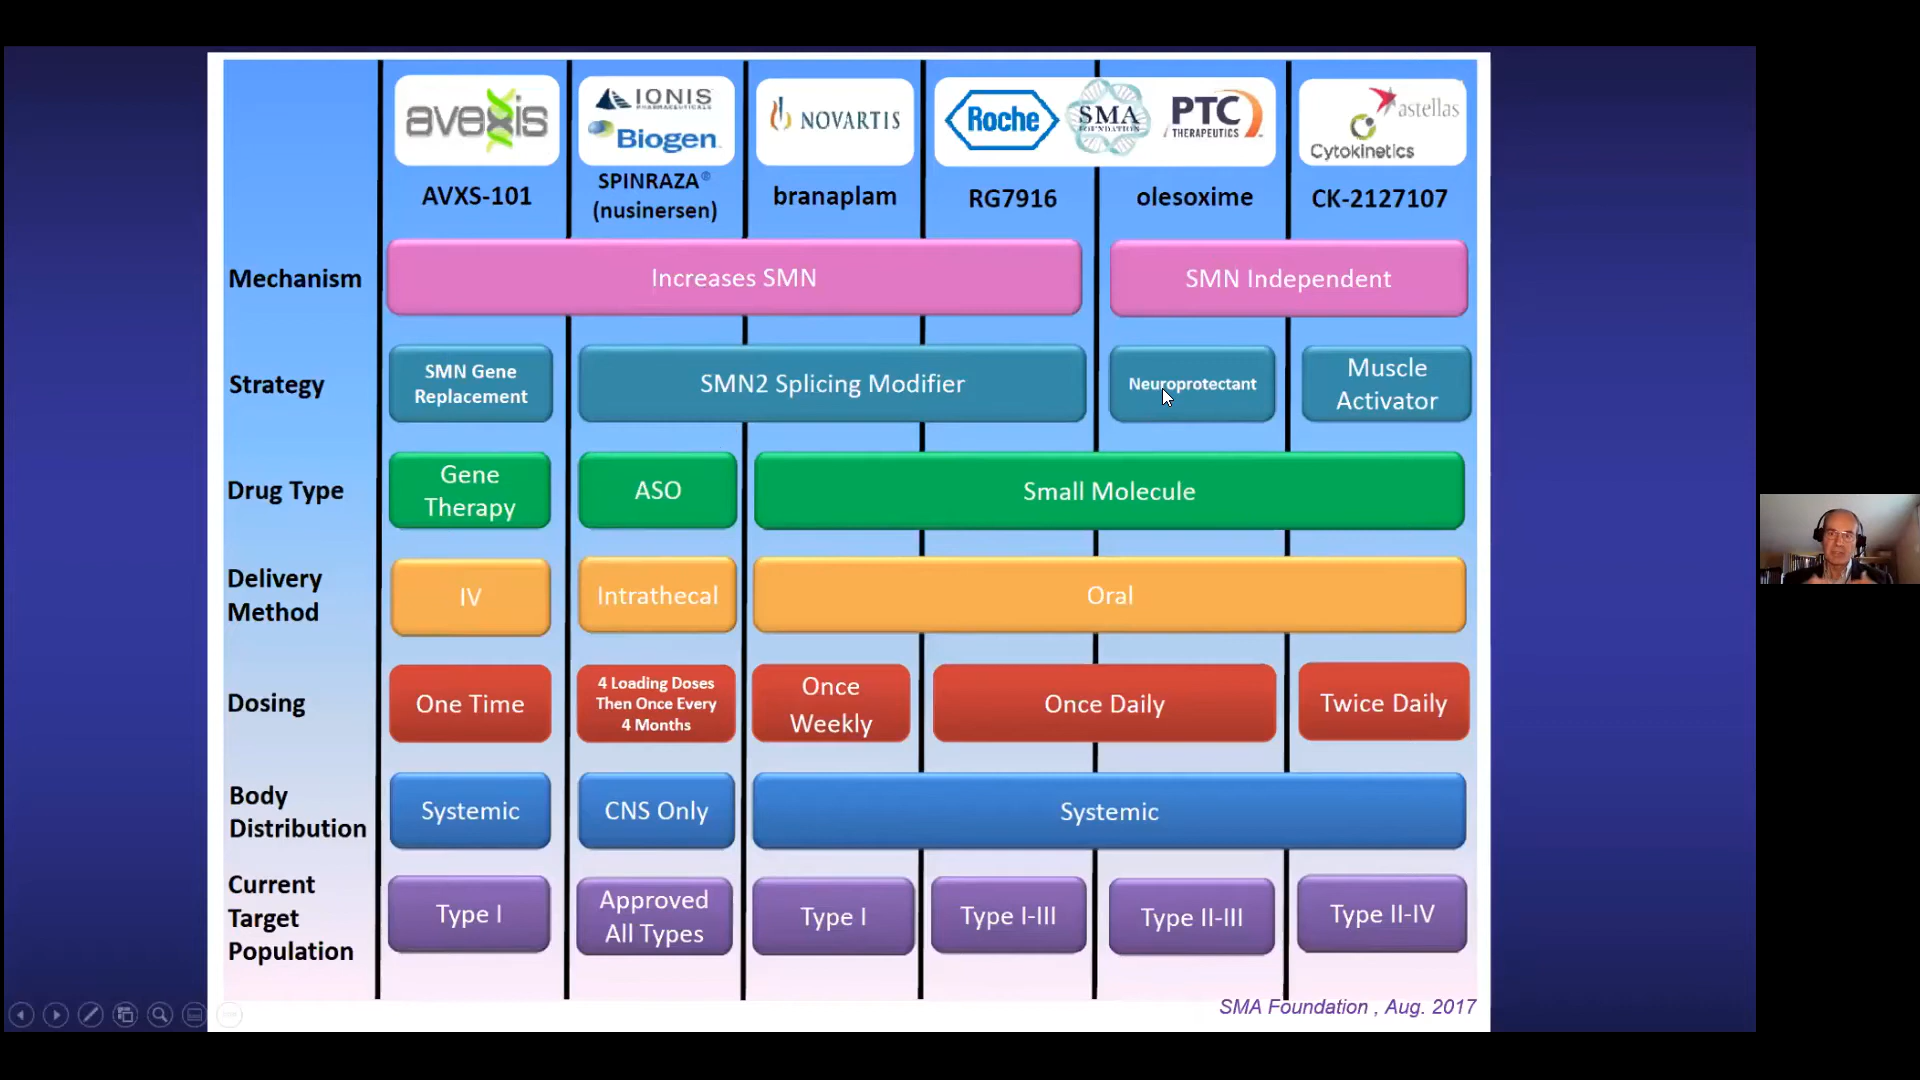 avexis
IONIS
PHARMACEUTICALS
Biogen
NOVARTIS
Roche
SMA
FOUNDATION
PTC
THERAPEUTICS
astellas
Cytokinetics
AVXS-101
SPINRAZA®
(nusinersen)
branaplam
RG7916
olesoxime
CK-2127107
Mechanism
Increases SMN
SMN Independent
Strategy
SMN Gene
Replacement
SMN2 Splicing Modifier
Neuroprotectant
Muscle
Activator
Drug Type
Gene
Therapy
ASO
Small Molecule
Delivery
Method
IV
Intrathecal
Oral
Dosing
One Time
4 Loading Doses
Then Once Every
4 Months
Once
Weekly
Once Daily
Twice Daily
Body
Distribution
Systemic
CNS Only
Systemic
Current
Target
Population
Type I
Approved
All Types
Type I
Type I-III
Type II-III
Type II-IV
SMA Foundation , Aug. 2017